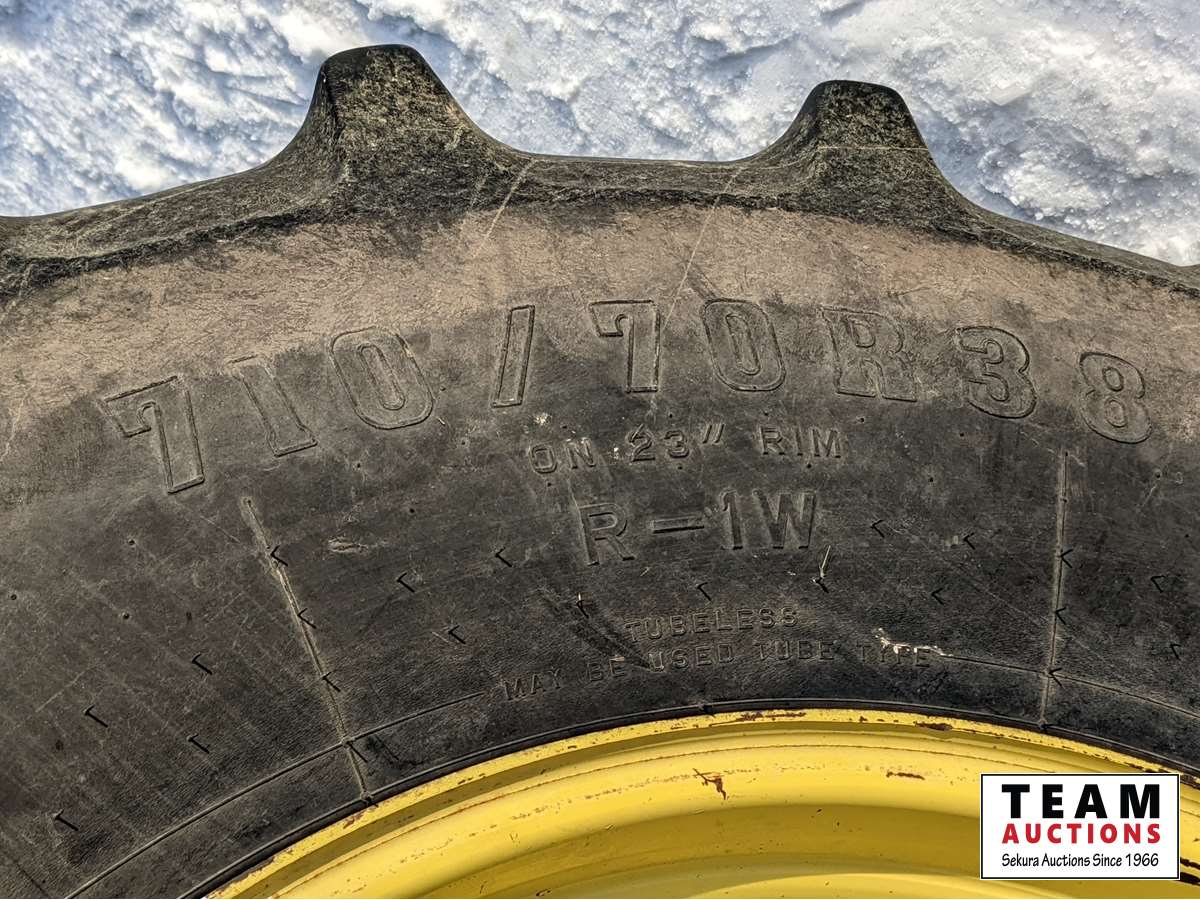 710/70R38
ON 23" RIM
R-1W
TUBELESS
MAY BE USED TUBE TYPE
TEAM
AUCTIONS
Sekura Auctions Since 1966